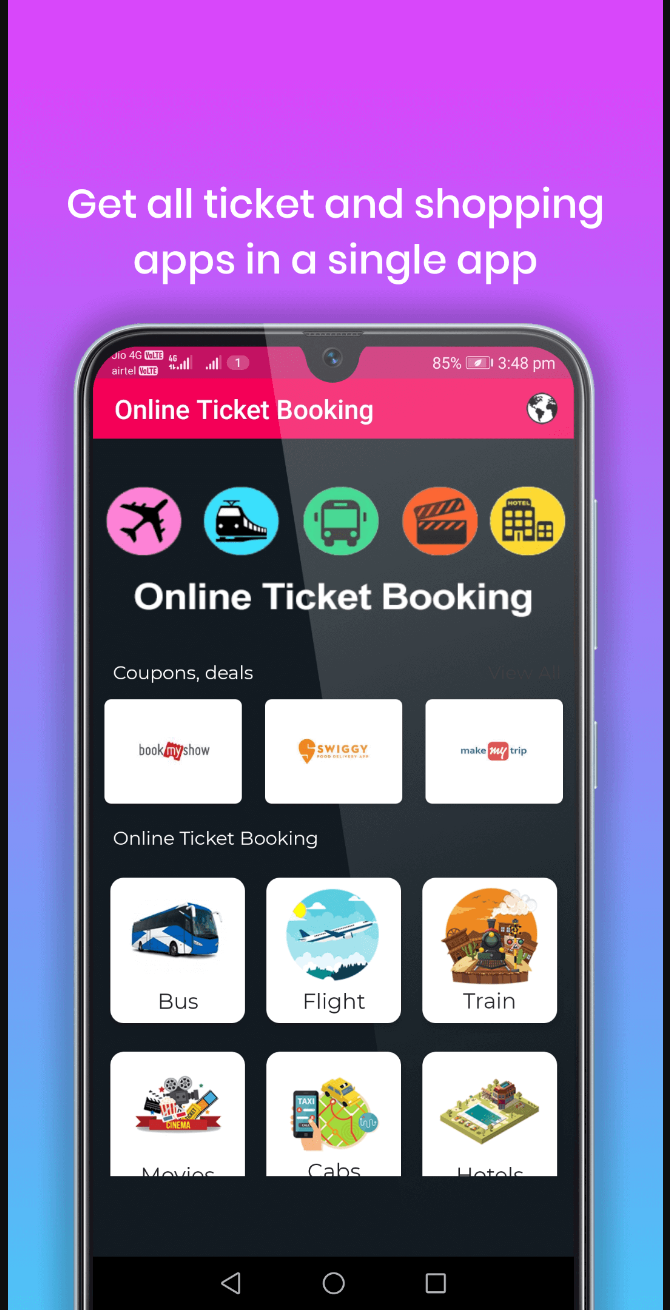 Get all ticket and shopping
apps in a single app
Jio 4G VoLTE 4G 1 85% 3:48 pm
airtel VoLTE
Online Ticket Booking
HOTEL
Online Ticket Booking
Coupons, deals View All
bookmyshow SWIGGY make my trip
FOOD DELIVERY APP
Online Ticket Booking
Bus Flight Train
TAXI
CINEMA
Movies Cabs Hotels